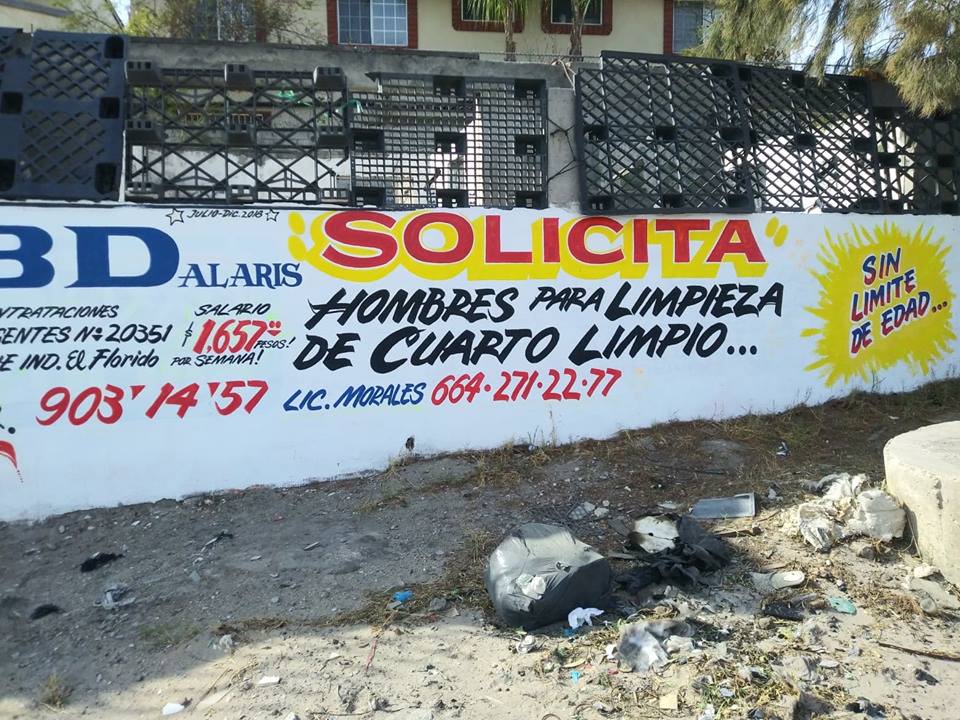 JULIO-DIC. 2018
BD ALARIS
SOLICITA
HOMBRES PARA LIMPIEZA
DE CUARTO LIMPIO...
SIN
LIMITE
DE EDAD...
NTRATACIONES
GENTES Nº 20351
E IND. El Florido
SALARIO
$1.657.00 PESOS!
POR SEMANA!
903'14'57
LIC. MORALES 664·271·22·77